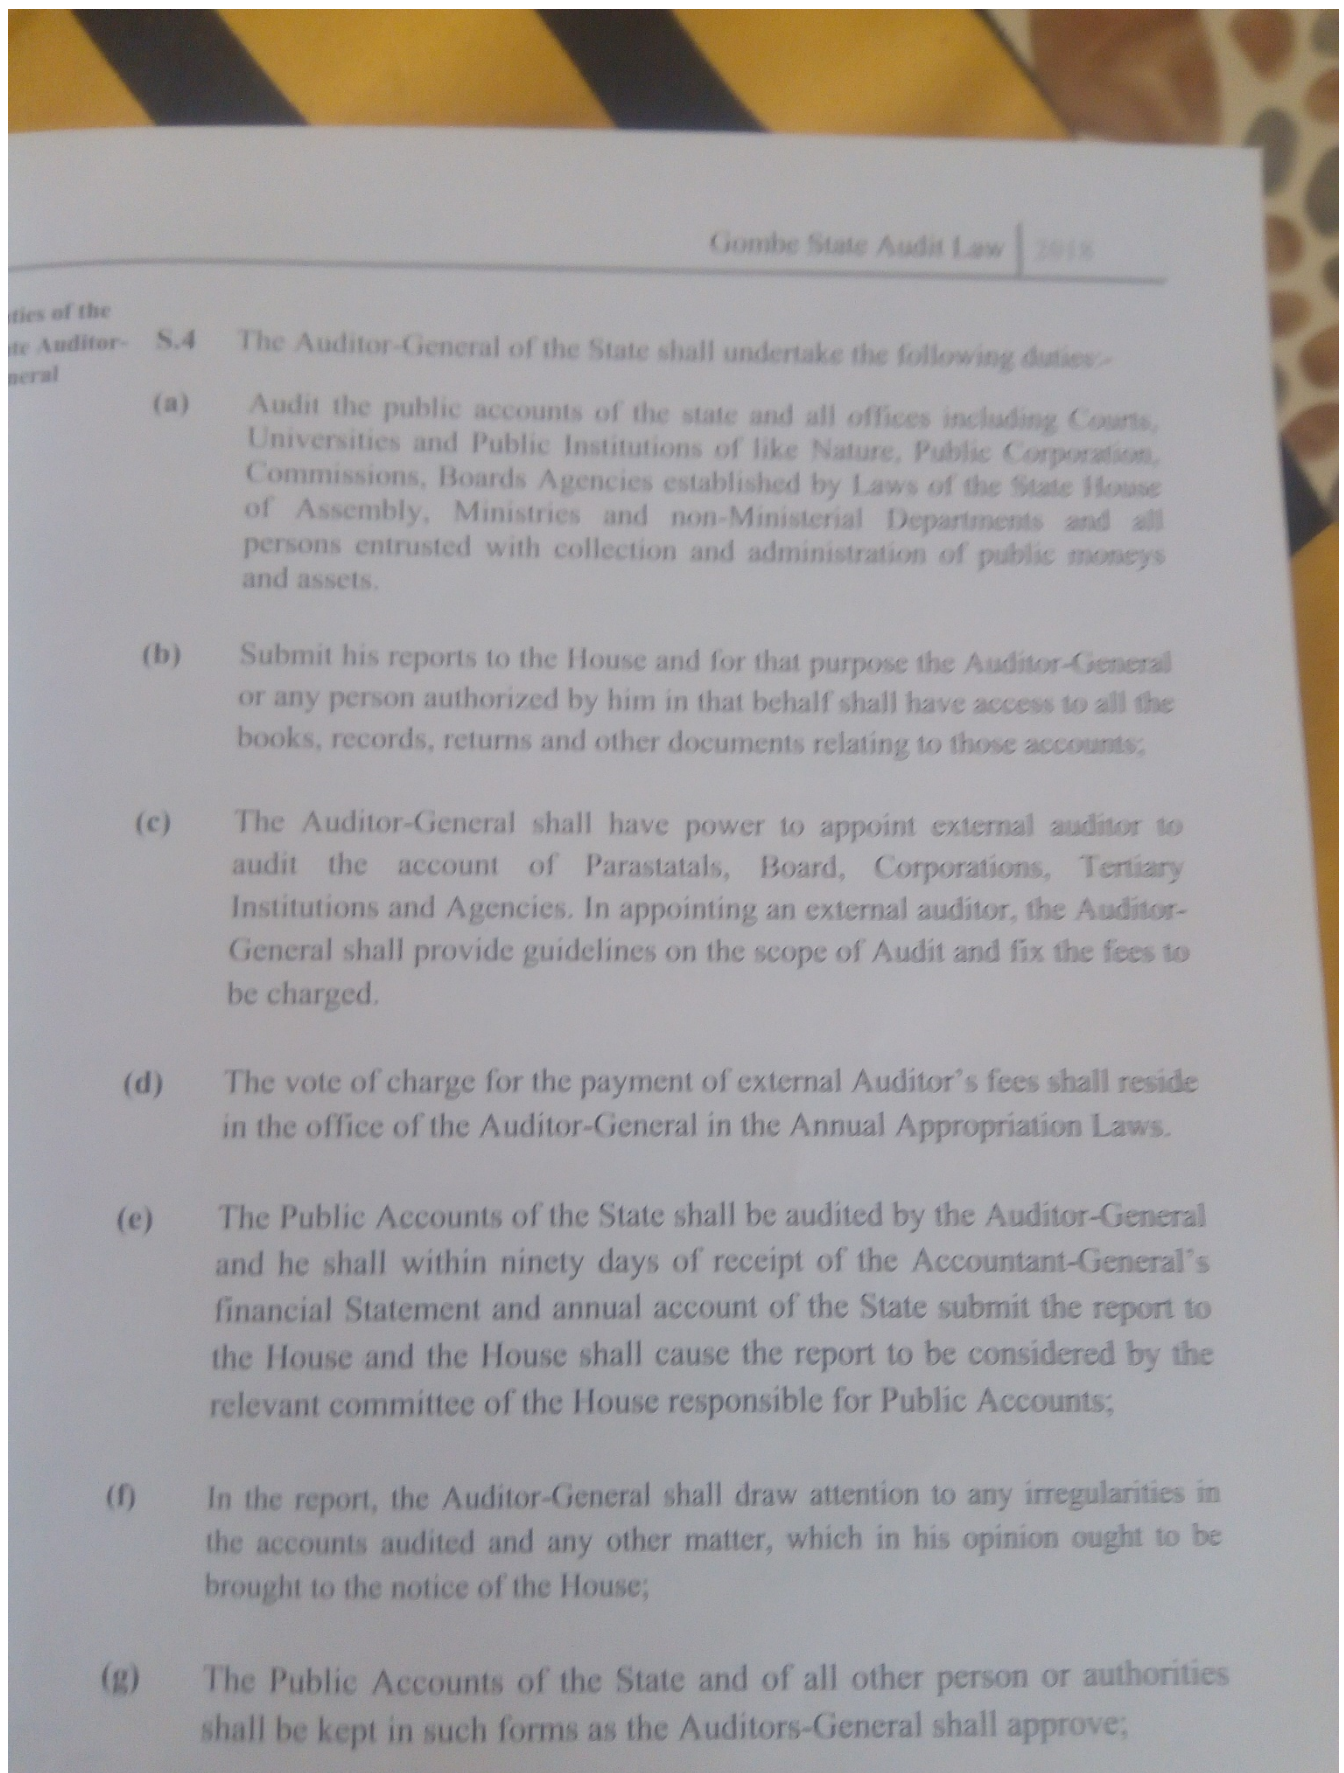 Gombe State Audit Law 2018
ties of the
te Auditor-
neral
S.4 The Auditor-General of the State shall undertake the following duties:-
(a) Audit the public accounts of the state and all offices including Courts,
Universities and Public Institutions of like Nature, Public Corporation,
Commissions, Boards Agencies established by Laws of the State House
of Assembly, Ministries and non-Ministerial Departments and all
persons entrusted with collection and administration of public moneys
and assets.
(b) Submit his reports to the House and for that purpose the Auditor-General
or any person authorized by him in that behalf shall have access to all the
books, records, returns and other documents relating to those accounts;
(c) The Auditor-General shall have power to appoint external auditor to
audit the account of Parastatals, Board, Corporations, Tertiary
Institutions and Agencies. In appointing an external auditor, the Auditor-
General shall provide guidelines on the scope of Audit and fix the fees to
be charged.
(d) The vote of charge for the payment of external Auditor's fees shall reside
in the office of the Auditor-General in the Annual Appropriation Laws.
(e) The Public Accounts of the State shall be audited by the Auditor-General
and he shall within ninety days of receipt of the Accountant-General's
financial Statement and annual account of the State submit the report to
the House and the House shall cause the report to be considered by the
relevant committee of the House responsible for Public Accounts;
(f) In the report, the Auditor-General shall draw attention to any irregularities in
the accounts audited and any other matter, which in his opinion ought to be
brought to the notice of the House;
(g) The Public Accounts of the State and of all other person or authorities
shall be kept in such forms as the Auditors-General shall approve;